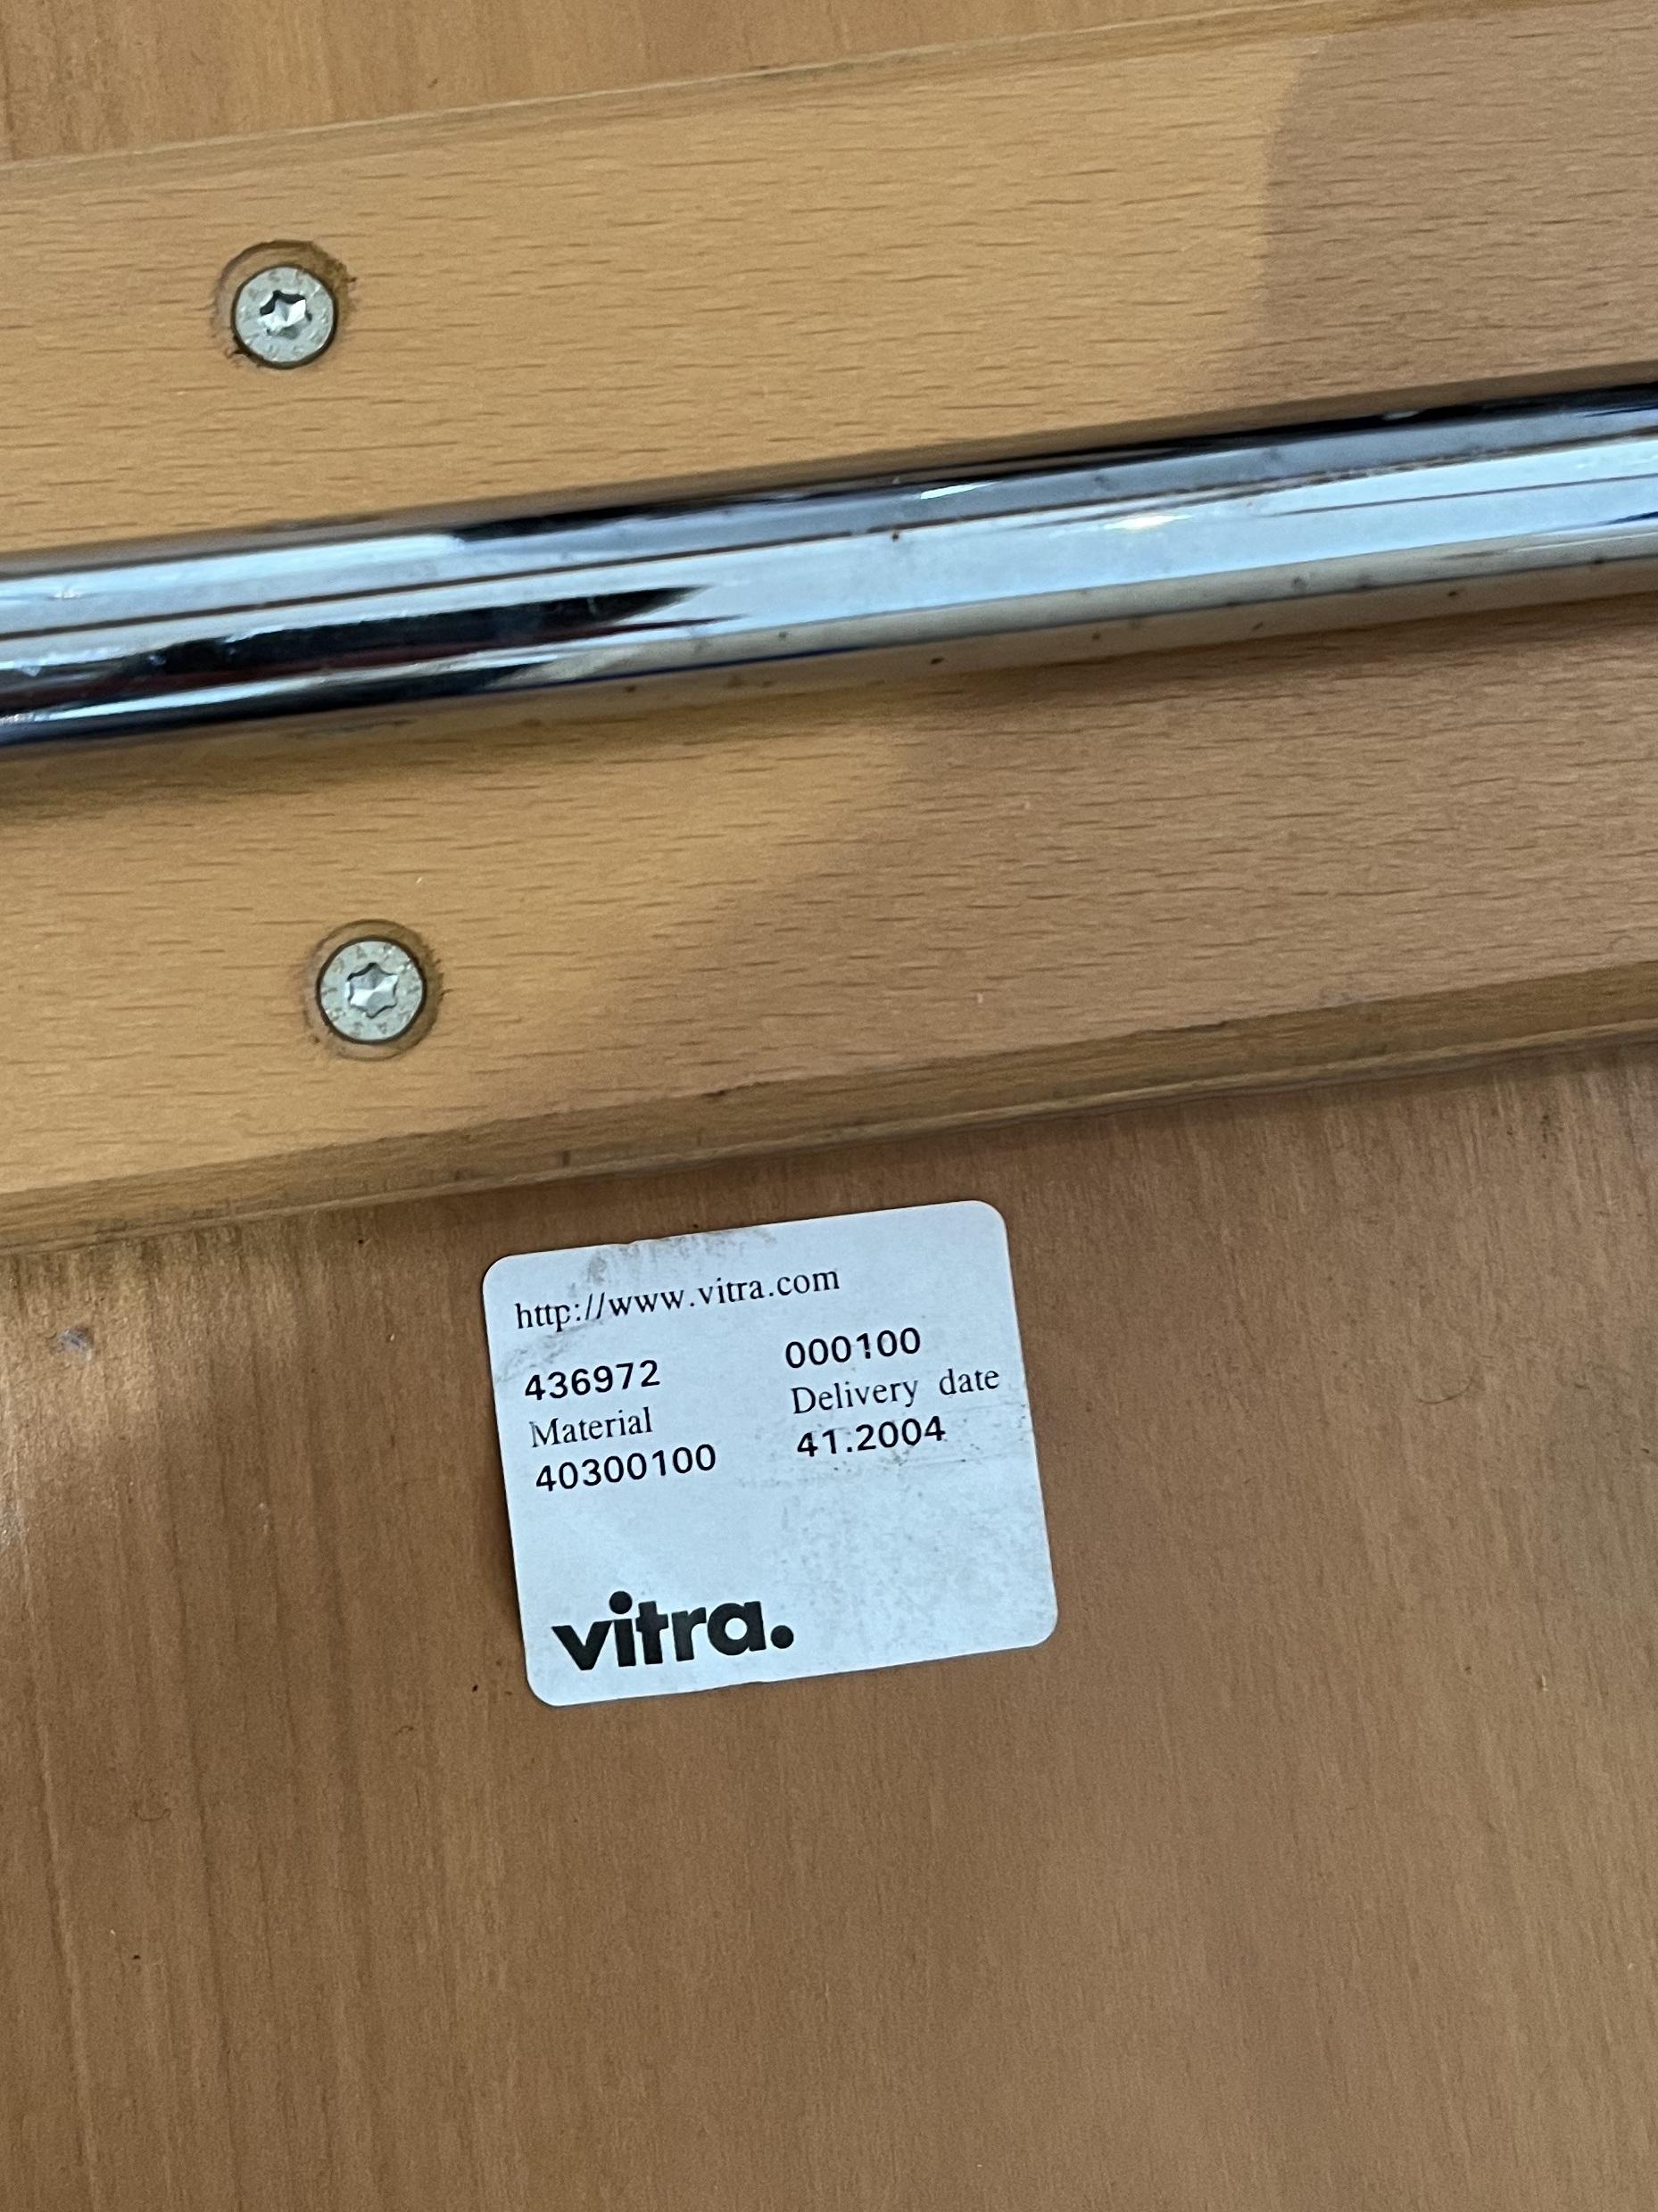 http://www.vitra.com
436972 000100
Material Delivery date
40300100 41.2004
vitra.